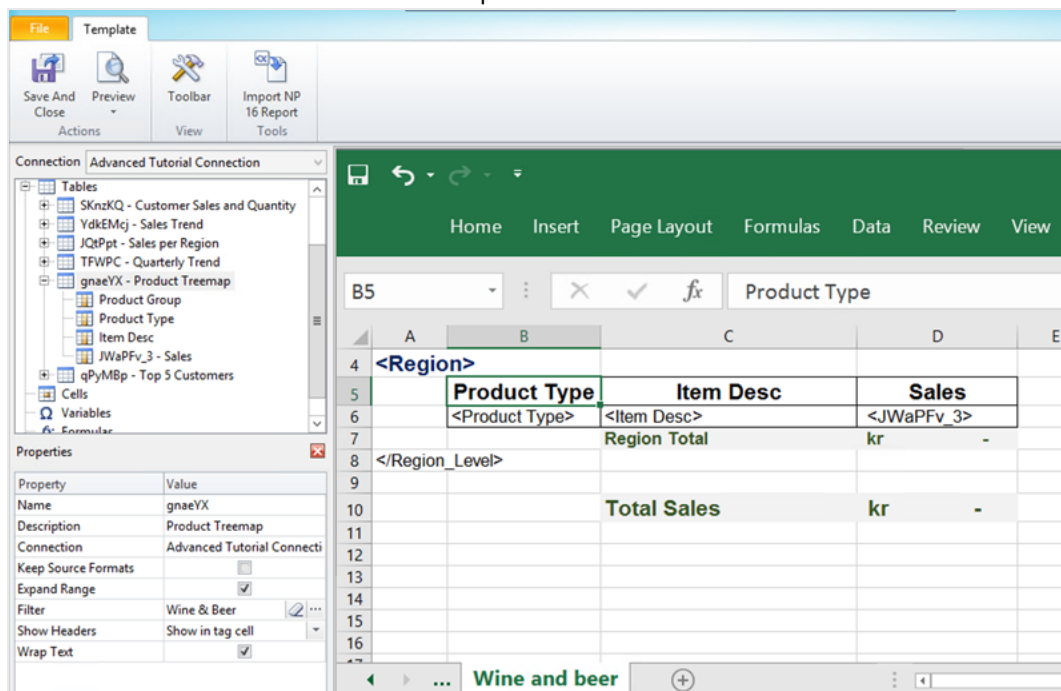 File Template
Save And Close Preview Toolbar Import NP 16 Report
Actions View Tools
Connection Advanced Tutorial Connection
Tables
SKnzKQ - Customer Sales and Quantity
YdkEMcj - Sales Trend
JQtPpt - Sales per Region
TFWPC - Quarterly Trend
gnaeYX - Product Treemap
Product Group
Product Type
Item Desc
JWaPFv_3 - Sales
qPyMBp - Top 5 Customers
Cells
Ω Variables
fx Formulas
Properties
Property Value
Name gnaeYX
Description Product Treemap
Connection Advanced Tutorial Connecti
Keep Source Formats
Expand Range
Filter Wine & Beer ...
Show Headers Show in tag cell
Wrap Text
Home Insert Page Layout Formulas Data Review View
B5 fx Product Type
A B C D E
4 <Region>
5 Product Type Item Desc Sales
6 <Product Type> <Item Desc> <JWaPFv_3>
7 Region Total kr -
8 </Region_Level>
9
10 Total Sales kr -
11
12
13
14
15
16
17
... Wine and beer